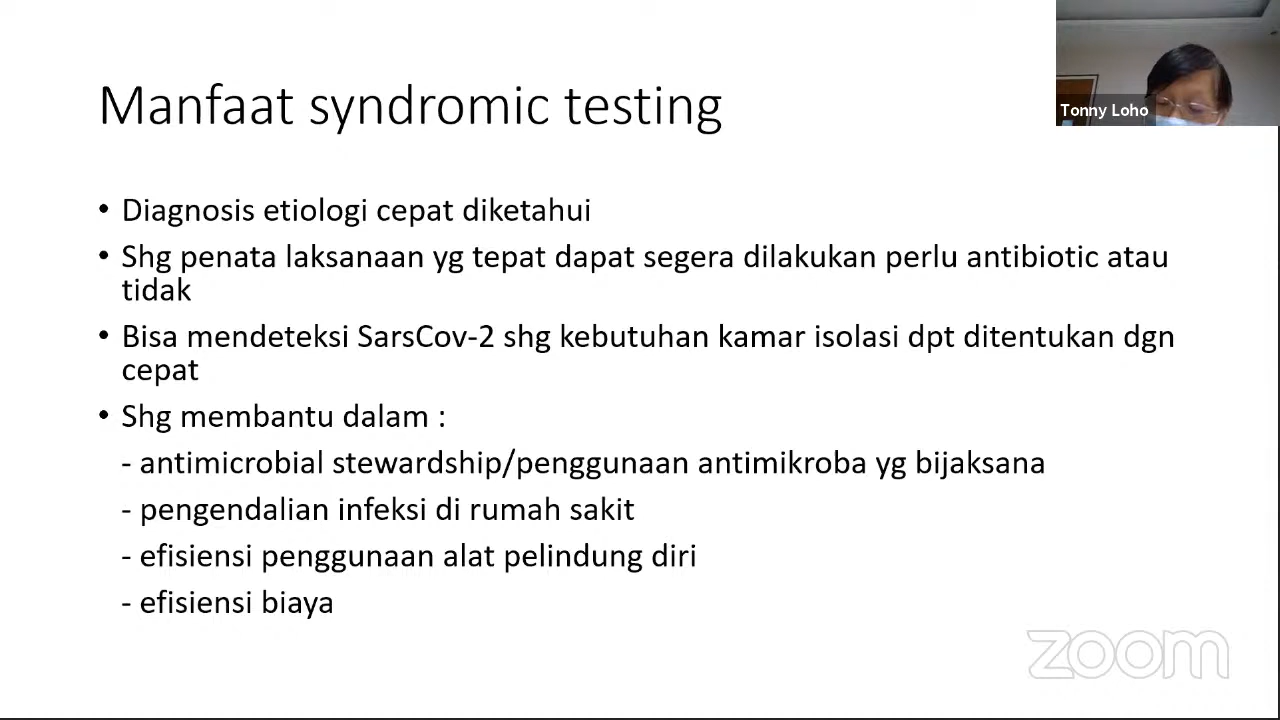 Manfaat syndromic testing
Tonny Loho
• Diagnosis etiologi cepat diketahui
• Shg penata laksanaan yg tepat dapat segera dilakukan perlu antibiotic atau
tidak
• Bisa mendeteksi SarsCov-2 shg kebutuhan kamar isolasi dpt ditentukan dgn
cepat
• Shg membantu dalam :
- antimicrobial stewardship/penggunaan antimikroba yg bijaksana
- pengendalian infeksi di rumah sakit
- efisiensi penggunaan alat pelindung diri
- efisiensi biaya
zoom